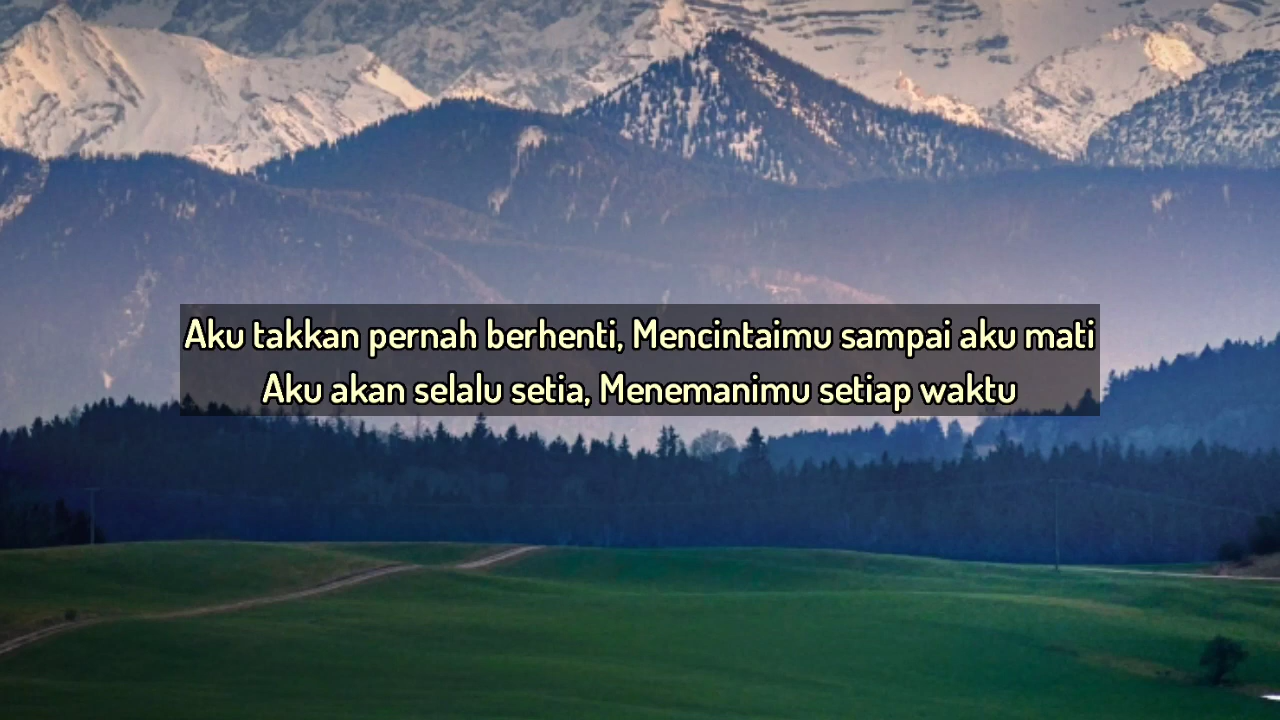 Aku takkan pernah berhenti, Mencintaimu sampai aku mati
Aku akan selalu setia, Menemanimu setiap waktu